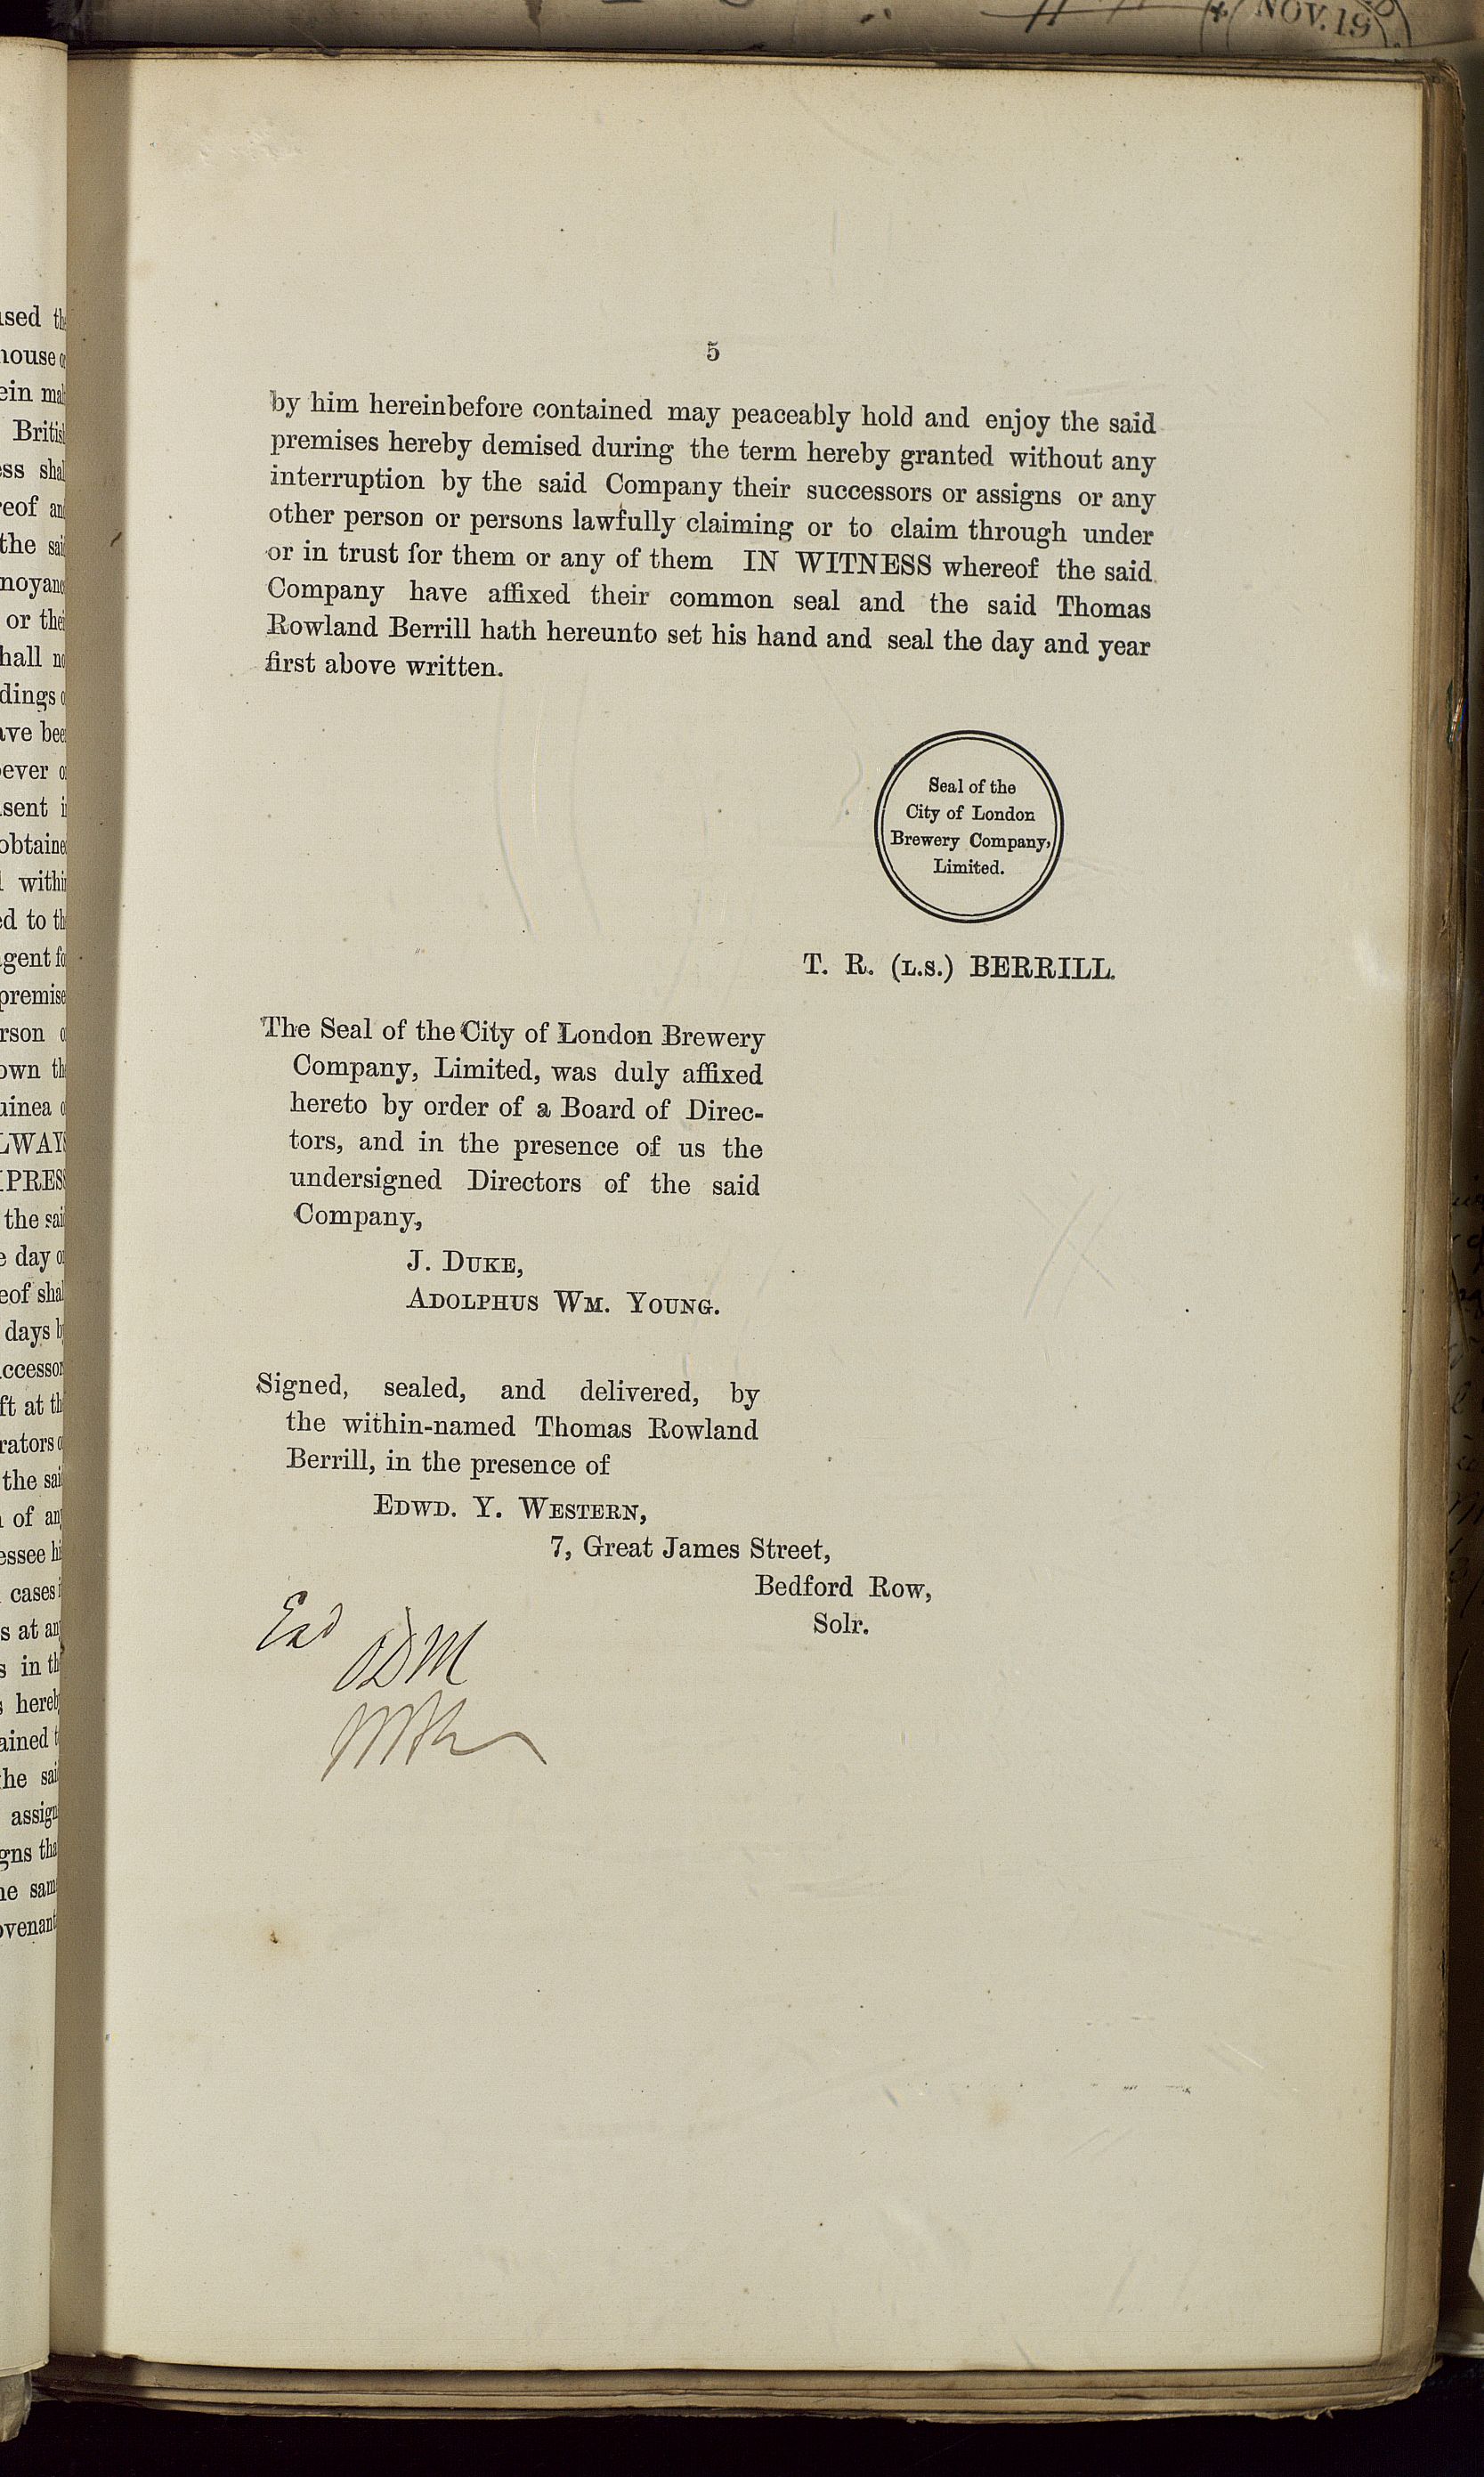 NOV. 19
5
by him hereinbefore contained may peaceably hold and enjoy the said
premises hereby demised during the term hereby granted without any
interruption by the said Company their successors or assigns or any
other person or persons lawfully claiming or to claim through under
or in trust for them or any of them IN WITNESS whereof the said
Company have affixed their common seal and the said Thomas
Rowland Berrill hath hereunto set his hand and seal the day and year
first above written.
Seal of the
City of London
Brewery Company,
Limited.
T. R. (L.S.) BERRILL.
The Seal of the City of London Brewery
Company, Limited, was duly affixed
hereto by order of a Board of Direc-
tors, and in the presence of us the
undersigned Directors of the said
Company,
J. DUKE,
ADOLPHUS WM. YOUNG.
Signed, sealed, and delivered, by
the within-named Thomas Rowland
Berrill, in the presence of
EDWD. Y. WESTERN,
7, Great James Street,
Bedford Row,
Solr.